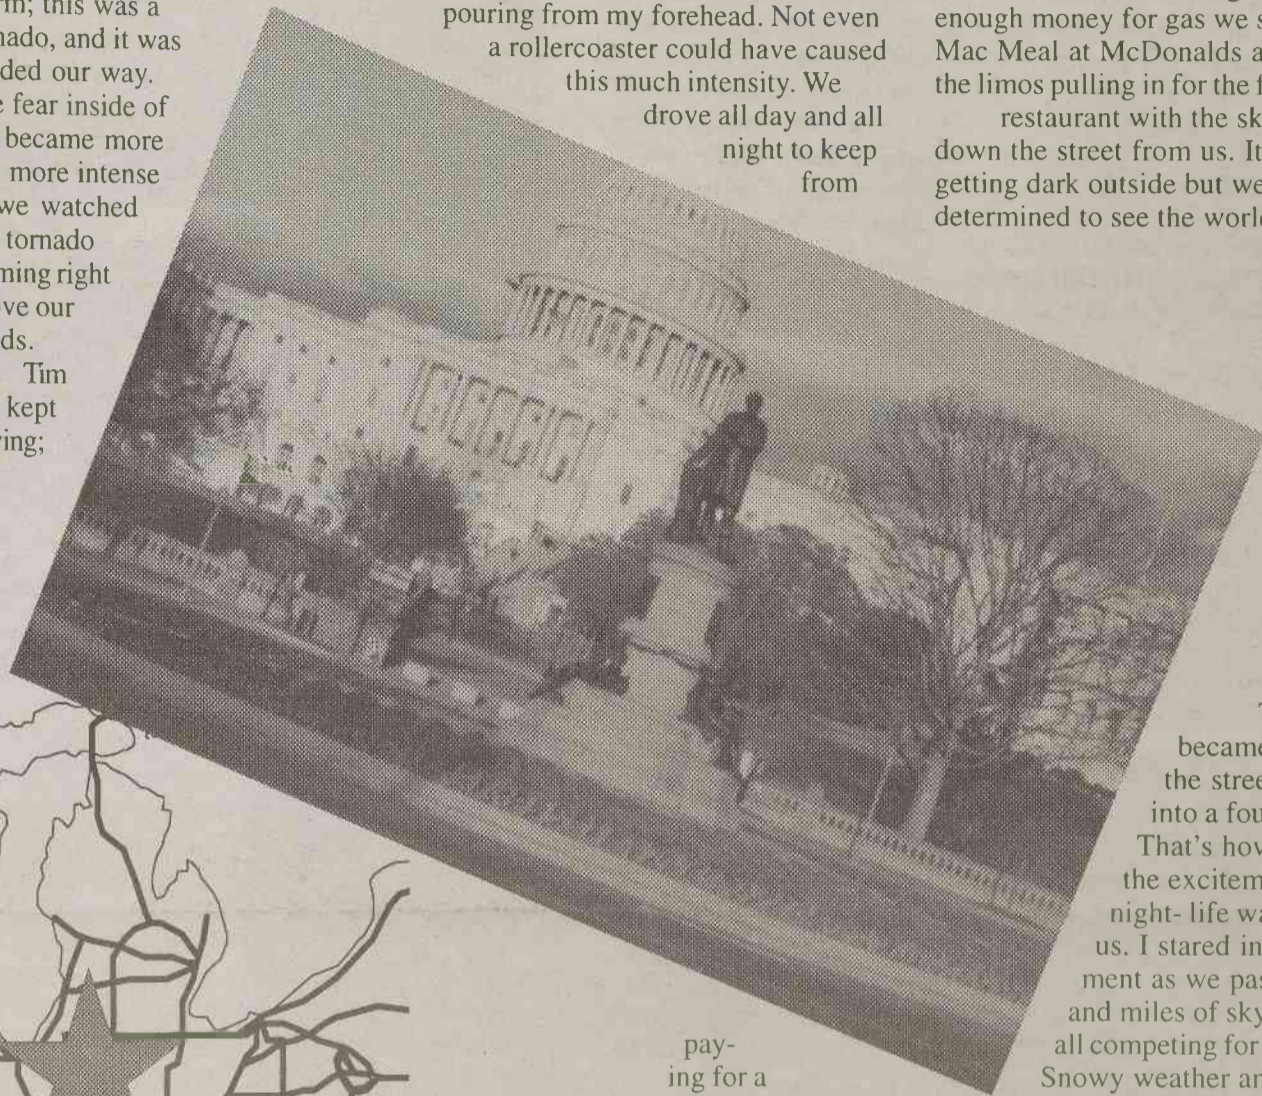 rm; this was a
nado, and it was
ded our way.
e fear inside of
became more
more intense
we watched
tornado
ming right
ve our
ds.
Tim
kept
ing;
pouring from my forehead. Not even
a rollercoaster could have caused
this much intensity. We
drove all day and all
night to keep
from
pay-
ing for a
enough money for gas we s
Mac Meal at McDonalds a
the limos pulling in for the f
restaurant with the sk
down the street from us. It
getting dark outside but we
determined to see the worl
became
the stree
into a fou
That's how
the excitem
night- life wa
us. I stared in
ment as we pas
and miles of sky
all competing for
Snowy weather an